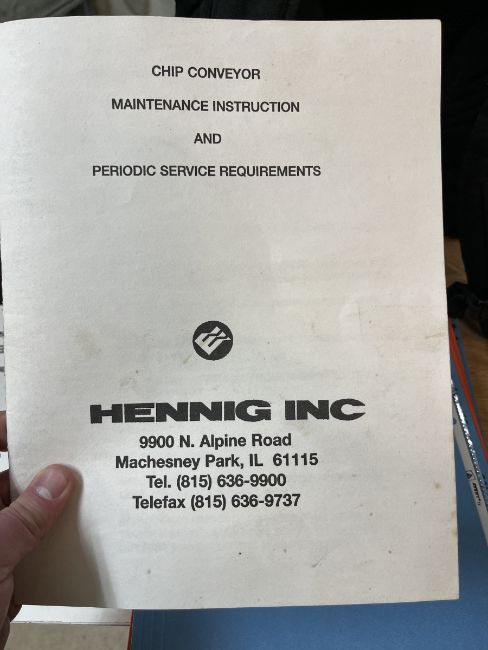 CHIP CONVEYOR
MAINTENANCE INSTRUCTION
AND
PERIODIC SERVICE REQUIREMENTS
HENNIG INC
9900 N. Alpine Road
Machesney Park, IL 61115
Tel. (815) 636-9900
Telefax (815) 636-9737